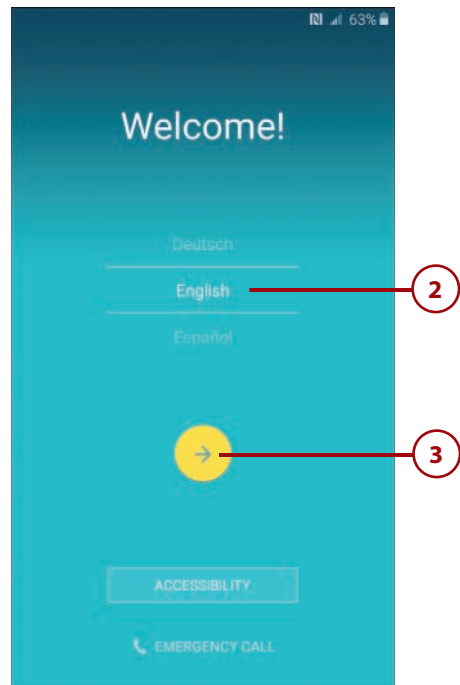 63%
Welcome!
Deutsch
English
2
Español
3
ACCESSIBILITY
EMERGENCY CALL